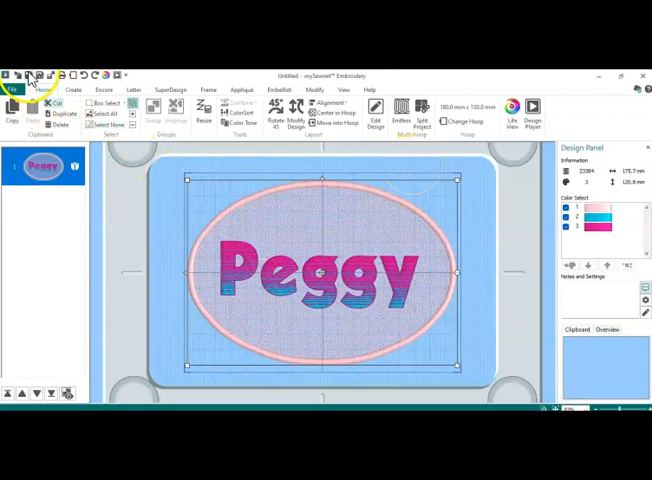 Untitled - mySewnet™ Embroidery
File Home Create Encore Letter SuperDesign Frame Appliqué Embellish Modify View
Copy
Paste
Cut
Duplicate
Delete
Clipboard
Box Select
Select All
Select None
Select
Group
Ungroup
Groups
Resize
Combine
ColorSort
Color Tone
Tools
Rotate 45
Modify Design
Alignment
Center in Hoop
Move into Hoop
Layout
Edit Design
Endless
Split Project
Multi-hoop
180.0 mm x 130.0 mm
Change Hoop
Hoop
Life View
Design Player
1 Peggy
Peggy
Design Panel
Information
23384 175.7 mm
3 120.8 mm
Color Select
1
2
3
Notes and Settings
Clipboard Overview